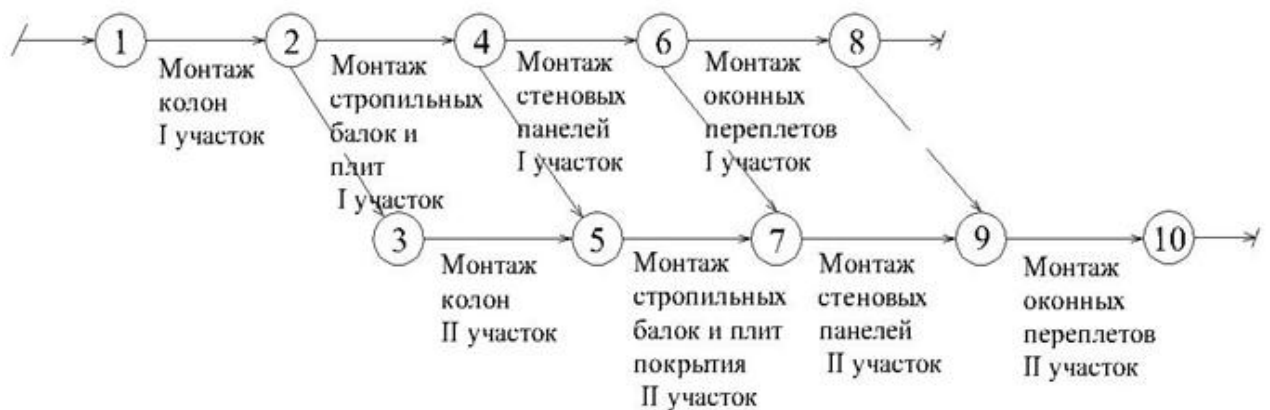 1
2
4
6
8
Монтаж
колон
I участок
Монтаж
стропильных
балок и
плит
I участок
Монтаж
стеновых
панелей
I участок
Монтаж
оконных
переплетов
I участок
3
5
7
9
10
Монтаж
колон
II участок
Монтаж
стропильных
балок и плит
покрытия
II участок
Монтаж
стеновых
панелей
II участок
Монтаж
оконных
переплетов
II участок